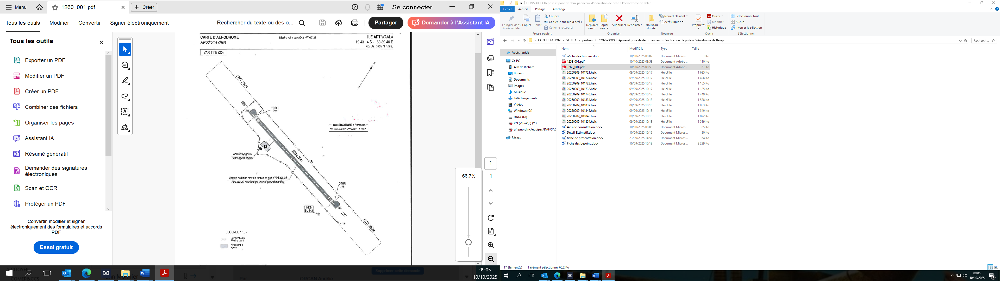 Menu
1260_001.pdf
Créer
Se connecter
Tous les outils
Modifier
Convertir
Signer électroniquement
Rechercher du texte ou des o...
Partager
Demander à l'Assistant IA
Tous les outils
Exporter un PDF
Modifier un PDF
Créer un PDF
Combiner des fichiers
Organiser les pages
Assistant IA
Résumé génératif
Demander des signatures
électroniques
Scan et OCR
Protéger un PDF
Convertir, modifier et signer
électroniquement des formulaires et accords
PDF
Essai gratuit
CARTE D'AERODROME
Aerodrome chart
STAP : voir / see AD 2 NWWC.23
ILE ART WAALA
19 43 14 S - 163 39 40 E
ALT AD : 305 (11 hPa)
VAR 11°E (20)
N
CWY 280m
096°
DTHR
270
268
OBSERVATIONS / Remarks
Voir/See AD 2 NWWC.20 à /to 23.
P
Abri à voyageurs
Passengers' shelter
600 x 20 m
Marque de limite max de remise de gaz d'Air Loyauté
Air Loyauté max limit go-around ground marking
DTHR
303
NDB
BL 342
305
276°
CWY 280m
LEGENDE / KEY
Point d'attente
Holding point
Aire de trafic
Apron
1
66,7%
1
CITOYEN
COMEP&CCS
Par
ORGAN Aurélie
Supprimer cette demande
09:05
10/10/2025
CONS-XXXX Dépose et pose de deux panneaux d'indication de piste à l'aérodrome de Bélep
Fichier
Accueil
Partage
Affichage
Épingler dans
Accès rapide
Copier
Coller
Couper
Copier le chemin d'accès
Coller le raccourci
Presse-papiers
Déplacer
vers
Copier
vers
Supprimer
Renommer
Organiser
Nouveau
dossier
Nouvel élément
Accès rapide
Nouveau
Propriétés
Ouvrir
Modifier
Historique
Ouvrir
Sélectionner tout
Aucun
Inverser la sélection
Sélectionner
CONSULTATION > SEUIL 1 > postées > CONS-XXXX Dépose et pose de deux panneaux d'indication de piste à l'aérodrome de Bélep
Recherch...
Accès rapide
Ce PC
A06 de Richard
Bureau
Documents
Images
Musique
Téléchargements
Vidéos
Windows (C:)
DATA (D:)
PN (\\tiak\E) (Y:)
ufi.pnord.nc/equipes/DAF/SAC
Réseau
Nom Modifié le Type Taille
~$che des besoins.docx 10/10/2025 08:07 Document Micros... 1 Ko
1258_001.pdf 10/10/2025 08:53 Document Adobe ... 110 Ko
1260_001.pdf 10/10/2025 08:53 Document Adobe ... 61 Ko
20250909_101721.heic 09/09/2025 10:17 HeicFile 1 625 Ko
20250909_101724.heic 09/09/2025 10:17 HeicFile 1 496 Ko
20250909_101728.heic 09/09/2025 10:17 HeicFile 1 165 Ko
20250909_101732.heic 09/09/2025 10:17 HeicFile 1 125 Ko
20250909_101740.heic 09/09/2025 10:17 HeicFile 1 449 Ko
20250909_101834.heic 09/09/2025 10:18 HeicFile 1 528 Ko
20250909_101839.heic 09/09/2025 10:18 HeicFile 1 953 Ko
20250909_101843.heic 09/09/2025 10:18 HeicFile 1 549 Ko
20250909_101846.heic 09/09/2025 10:18 HeicFile 1 072 Ko
20250909_101854.heic 09/09/2025 10:18 HeicFile 1 519 Ko
Avis de consultation.docx 10/10/2025 08:06 Document Micros... 65 Ko
Détail_Estimatif.docx 10/09/2025 10:12 Document Micros... 30 Ko
fiche de présentation.docx 23/09/2025 14:51 Document Micros... 64 Ko
Fiche des besoins.docx 10/09/2025 10:19 Document Micros... 2 299 Ko
17 élément(s)
1 élément sélectionné 60,2 Ko
09:05
10/10/2025